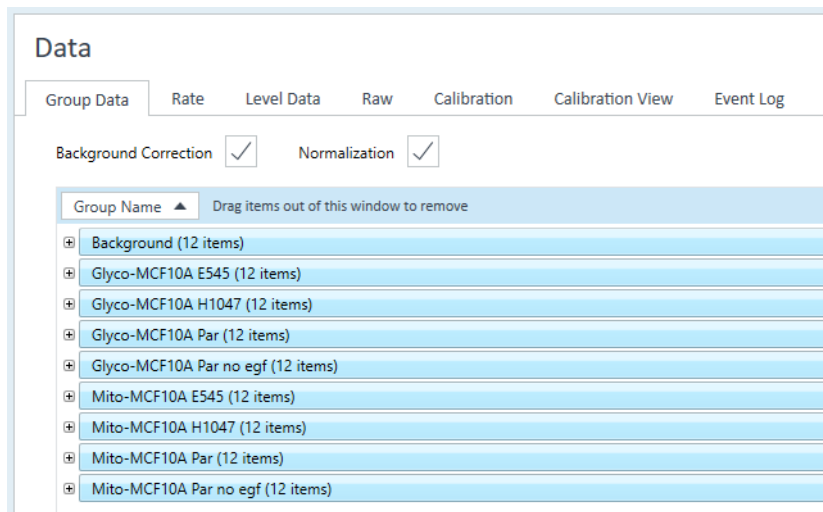 Data
Group Data Rate Level Data Raw Calibration Calibration View Event Log
Background Correction Normalization
Group Name Drag items out of this window to remove
Background (12 items)
Glyco-MCF10A E545 (12 items)
Glyco-MCF10A H1047 (12 items)
Glyco-MCF10A Par (12 items)
Glyco-MCF10A Par no egf (12 items)
Mito-MCF10A E545 (12 items)
Mito-MCF10A H1047 (12 items)
Mito-MCF10A Par (12 items)
Mito-MCF10A Par no egf (12 items)